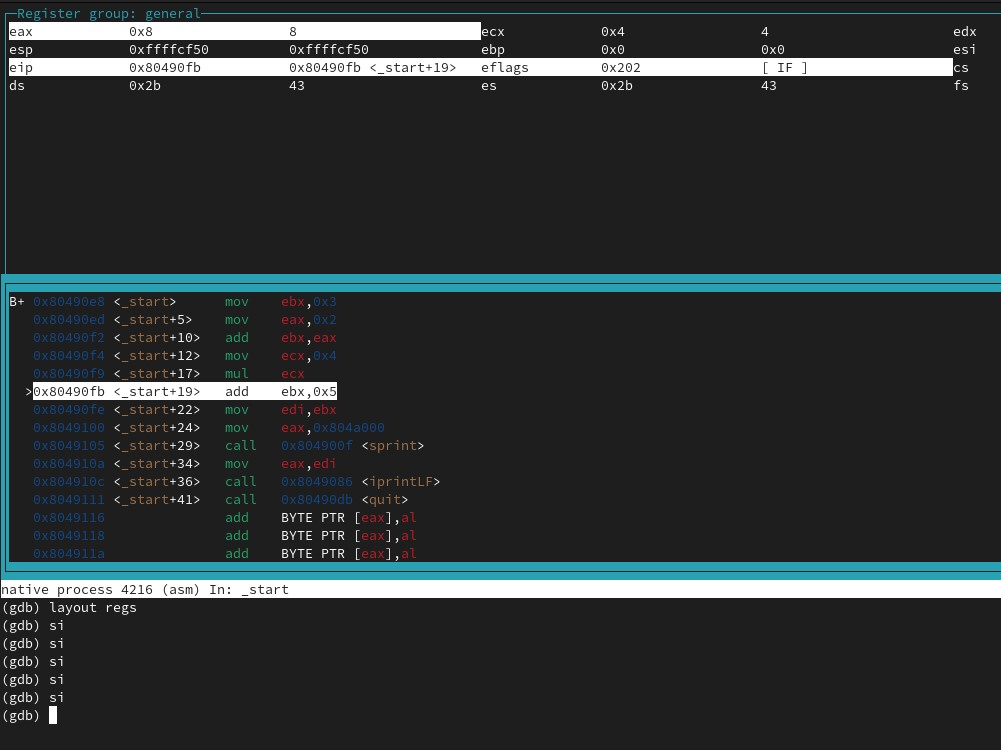 Register group: general
eax 0x8 8 ecx 0x4 4 edx
esp 0xffffcf50 0xffffcf50 ebp 0x0 0x0 esi
eip 0x80490fb 0x80490fb <_start+19> eflags 0x202 [ IF ] cs
ds 0x2b 43 es 0x2b 43 fs
B+ 0x80490e8 <_start> mov ebx,0x3
0x80490ed <_start+5> mov eax,0x2
0x80490f2 <_start+10> add ebx,eax
0x80490f4 <_start+12> mov ecx,0x4
0x80490f9 <_start+17> mul ecx
>0x80490fb <_start+19> add ebx,0x5
0x80490fe <_start+22> mov edi,ebx
0x8049100 <_start+24> mov eax,0x804a000
0x8049105 <_start+29> call 0x804900f <sprint>
0x804910a <_start+34> mov eax,edi
0x804910c <_start+36> call 0x8049086 <iprintLF>
0x8049111 <_start+41> call 0x80490db <quit>
0x8049116 add BYTE PTR [eax],al
0x8049118 add BYTE PTR [eax],al
0x804911a add BYTE PTR [eax],al
native process 4216 (asm) In: _start
(gdb) layout regs
(gdb) si
(gdb) si
(gdb) si
(gdb) si
(gdb) si
(gdb)